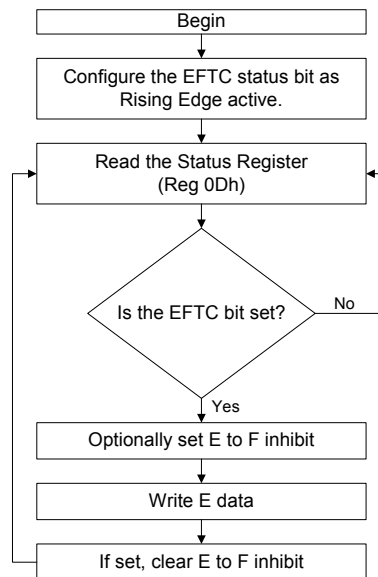 Begin
Configure the EFTC status bit as
Rising Edge active.
Read the Status Register
(Reg 0Dh)
Is the EFTC bit set?
No
Yes
Optionally set E to F inhibit
Write E data
If set, clear E to F inhibit